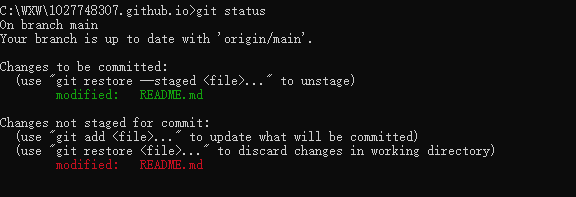 C:\WXW\1027748307.github.io>git status
On branch main
Your branch is up to date with 'origin/main'.
Changes to be committed:
(use "git restore --staged <file>..." to unstage)
modified: README.md
Changes not staged for commit:
(use "git add <file>..." to update what will be committed)
(use "git restore <file>..." to discard changes in working directory)
modified: README.md